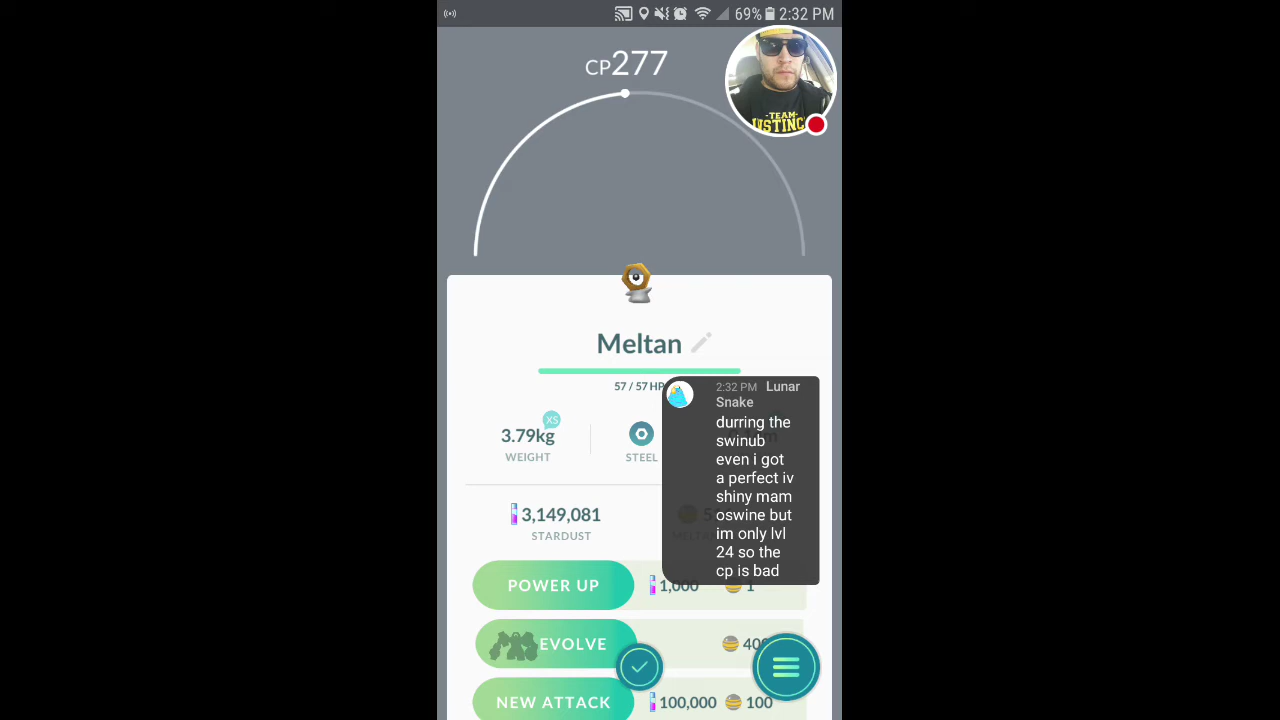 69% 2:32 PM
CP277
-TEAM-
Meltan
57 / 57 HP
2:32 PM Lunar
Snake
durring the
swinub
even i got
a perfect iv
shiny mam
oswine but
im only lvl
24 so the
cp is bad
XS
3.79kg
WEIGHT
STEEL
3,149,081
STARDUST
POWER UP 1,000 1
EVOLVE
NEW ATTACK 100,000 100